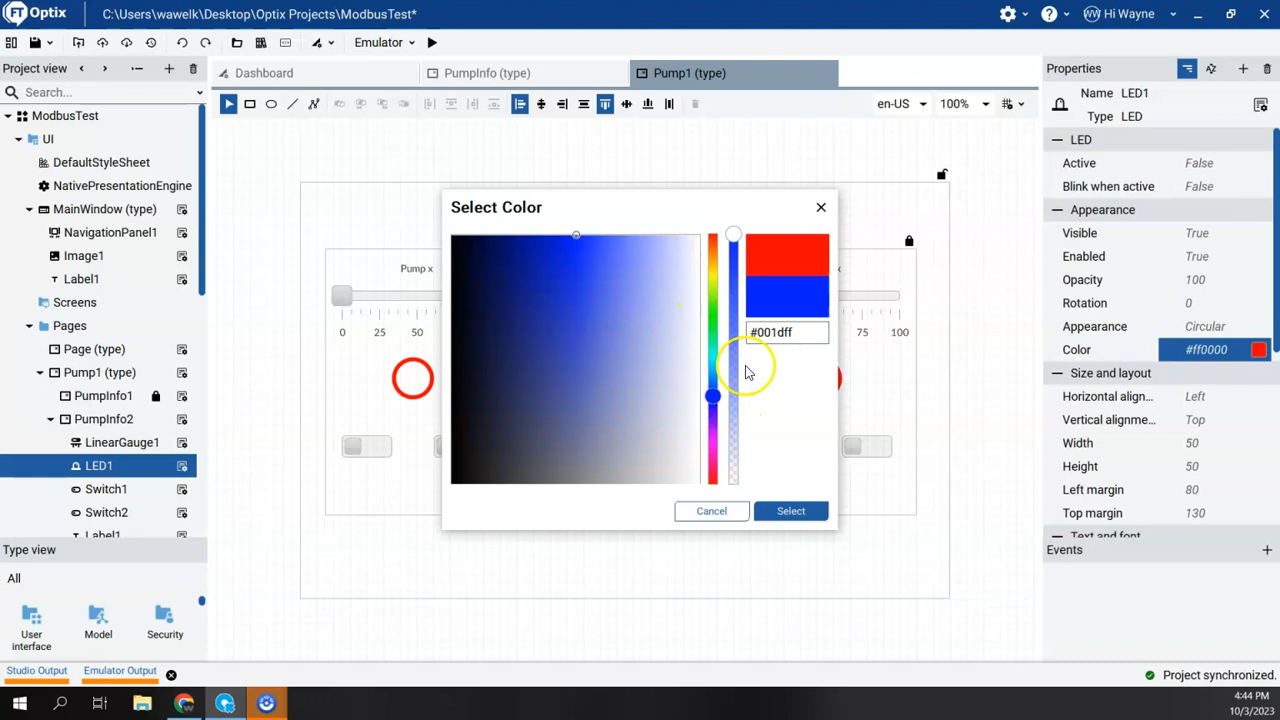 FT Optix
C:\Users\wawelk\Desktop\Optix Projects\ModbusTest*
WW Hi Wayne
Emulator
Project view
Search...
ModbusTest
UI
DefaultStyleSheet
NativePresentationEngine
MainWindow (type)
NavigationPanel1
Image1
Label1
Screens
Pages
Page (type)
Pump1 (type)
PumpInfo1
PumpInfo2
LinearGauge1
LED1
Switch1
Switch2
Label1
Type view
All
User interface
Model
Security
Studio Output
Emulator Output
Dashboard
PumpInfo (type)
Pump1 (type)
en-US
100%
Pump x
x
0 25 50
75 100
Select Color
#001dff
Cancel
Select
Properties
Name LED1
Type LED
LED
Active False
Blink when active False
Appearance
Visible True
Enabled True
Opacity 100
Rotation 0
Appearance Circular
Color #ff0000
Size and layout
Horizontal align... Left
Vertical alignme... Top
Width 50
Height 50
Left margin 80
Top margin 130
Text and font
Events
Project synchronized.
4:44 PM
10/3/2023